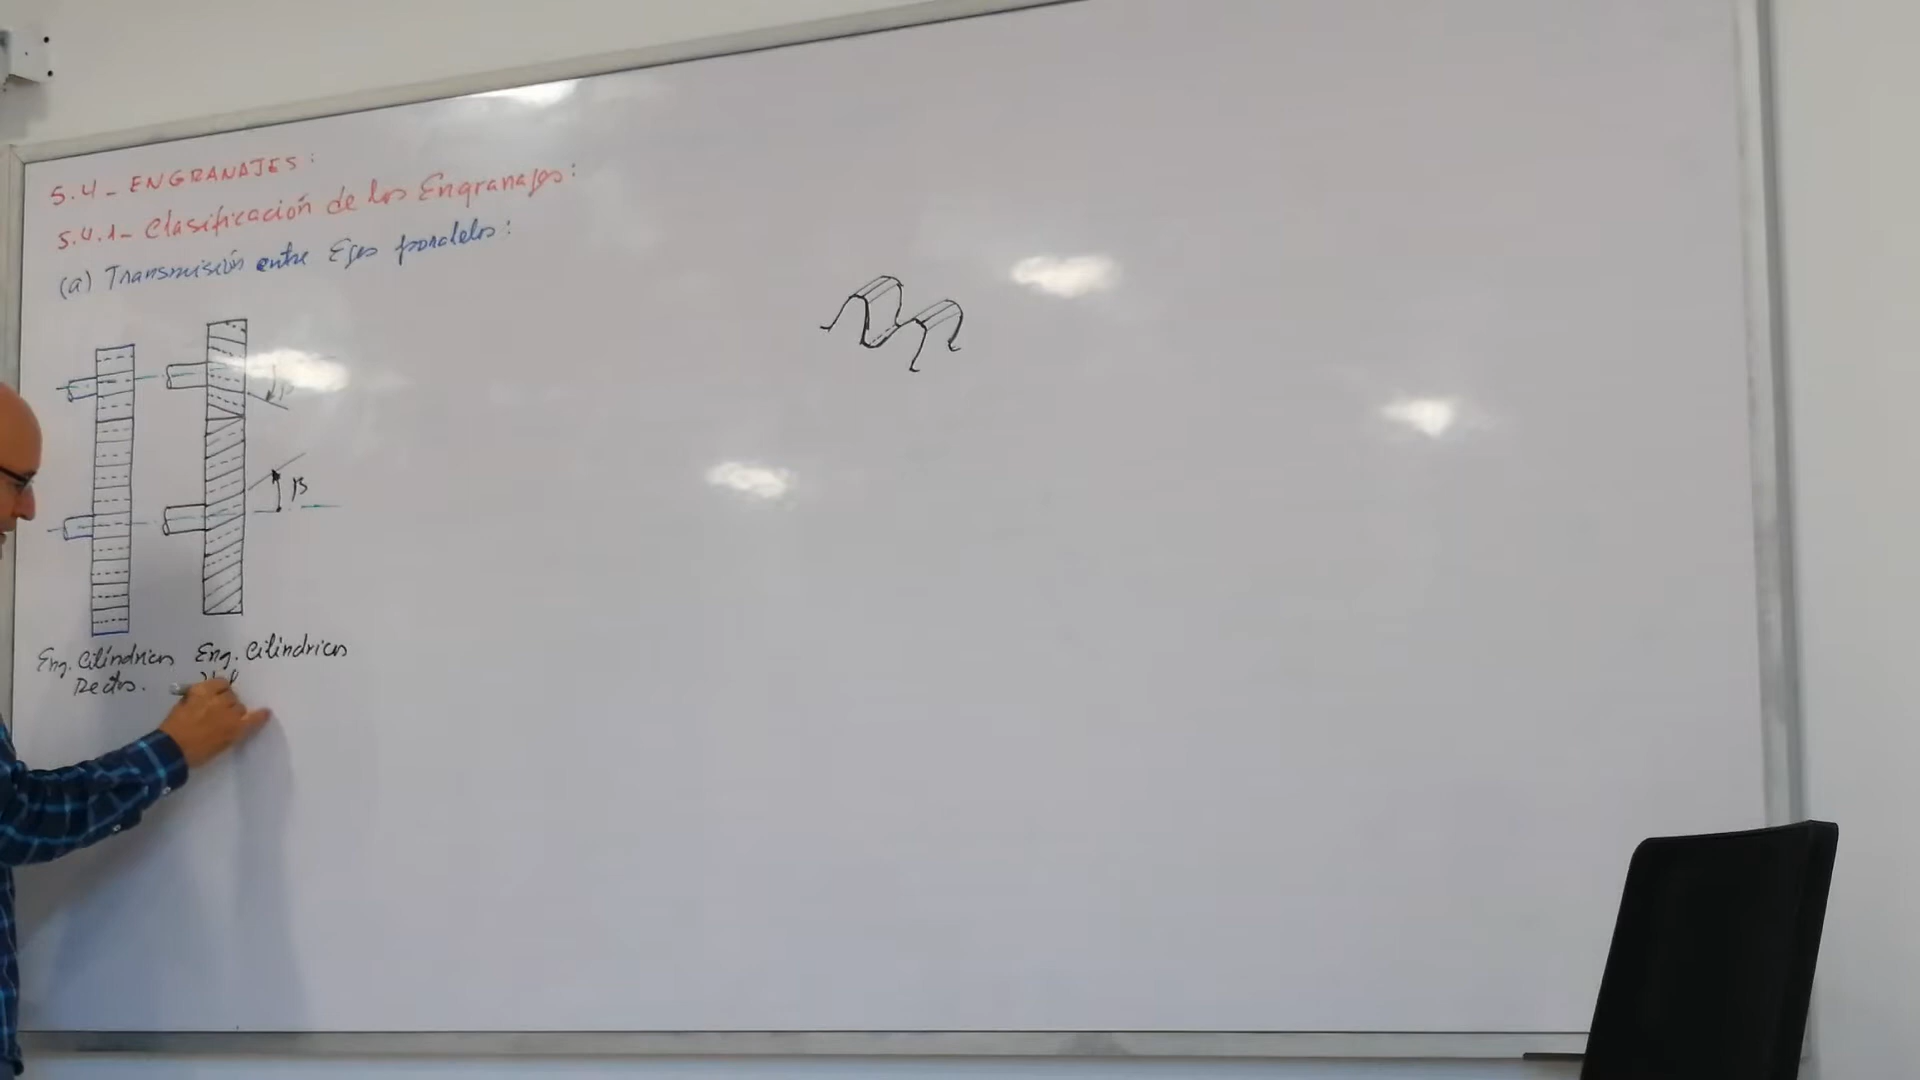 5.4- ENGRANAJES:
5.4.1- Clasificación de los Engranajes:
(a) Transmisión entre Ejes paralelos:
β
β
Eng. Cilíndricos
Rectos.
Eng. Cilíndricos